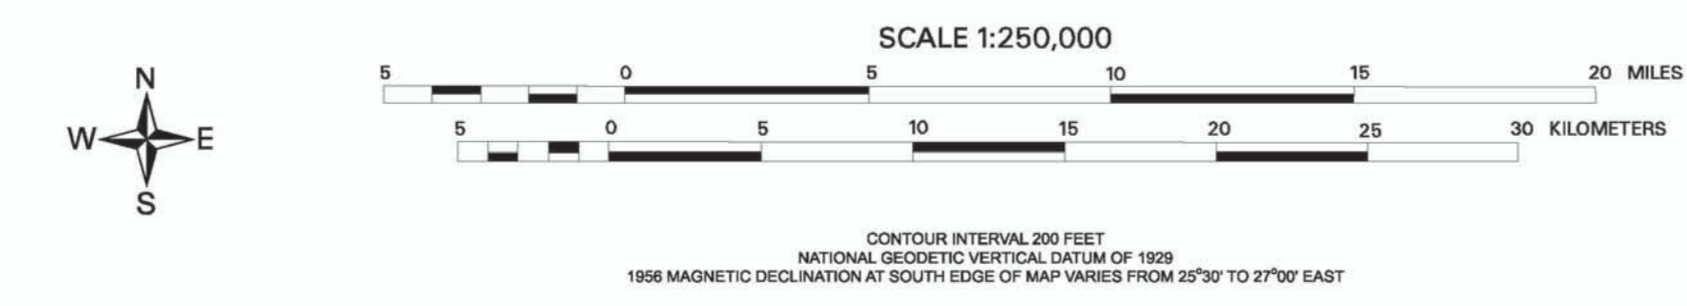 SCALE 1:250,000
5 0 5 10 15 20 MILES
N
W E
S
5 0 5 10 15 20 25 30 KILOMETERS
CONTOUR INTERVAL 200 FEET
NATIONAL GEODETIC VERTICAL DATUM OF 1929
1956 MAGNETIC DECLINATION AT SOUTH EDGE OF MAP VARIES FROM 25°30' TO 27°00' EAST